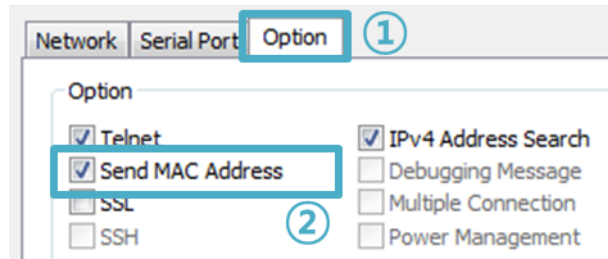 Network Serial Port Option ①
Option
Telnet IPv4 Address Search
Send MAC Address Debugging Message
SSL Multiple Connection
②
SSH Power Management